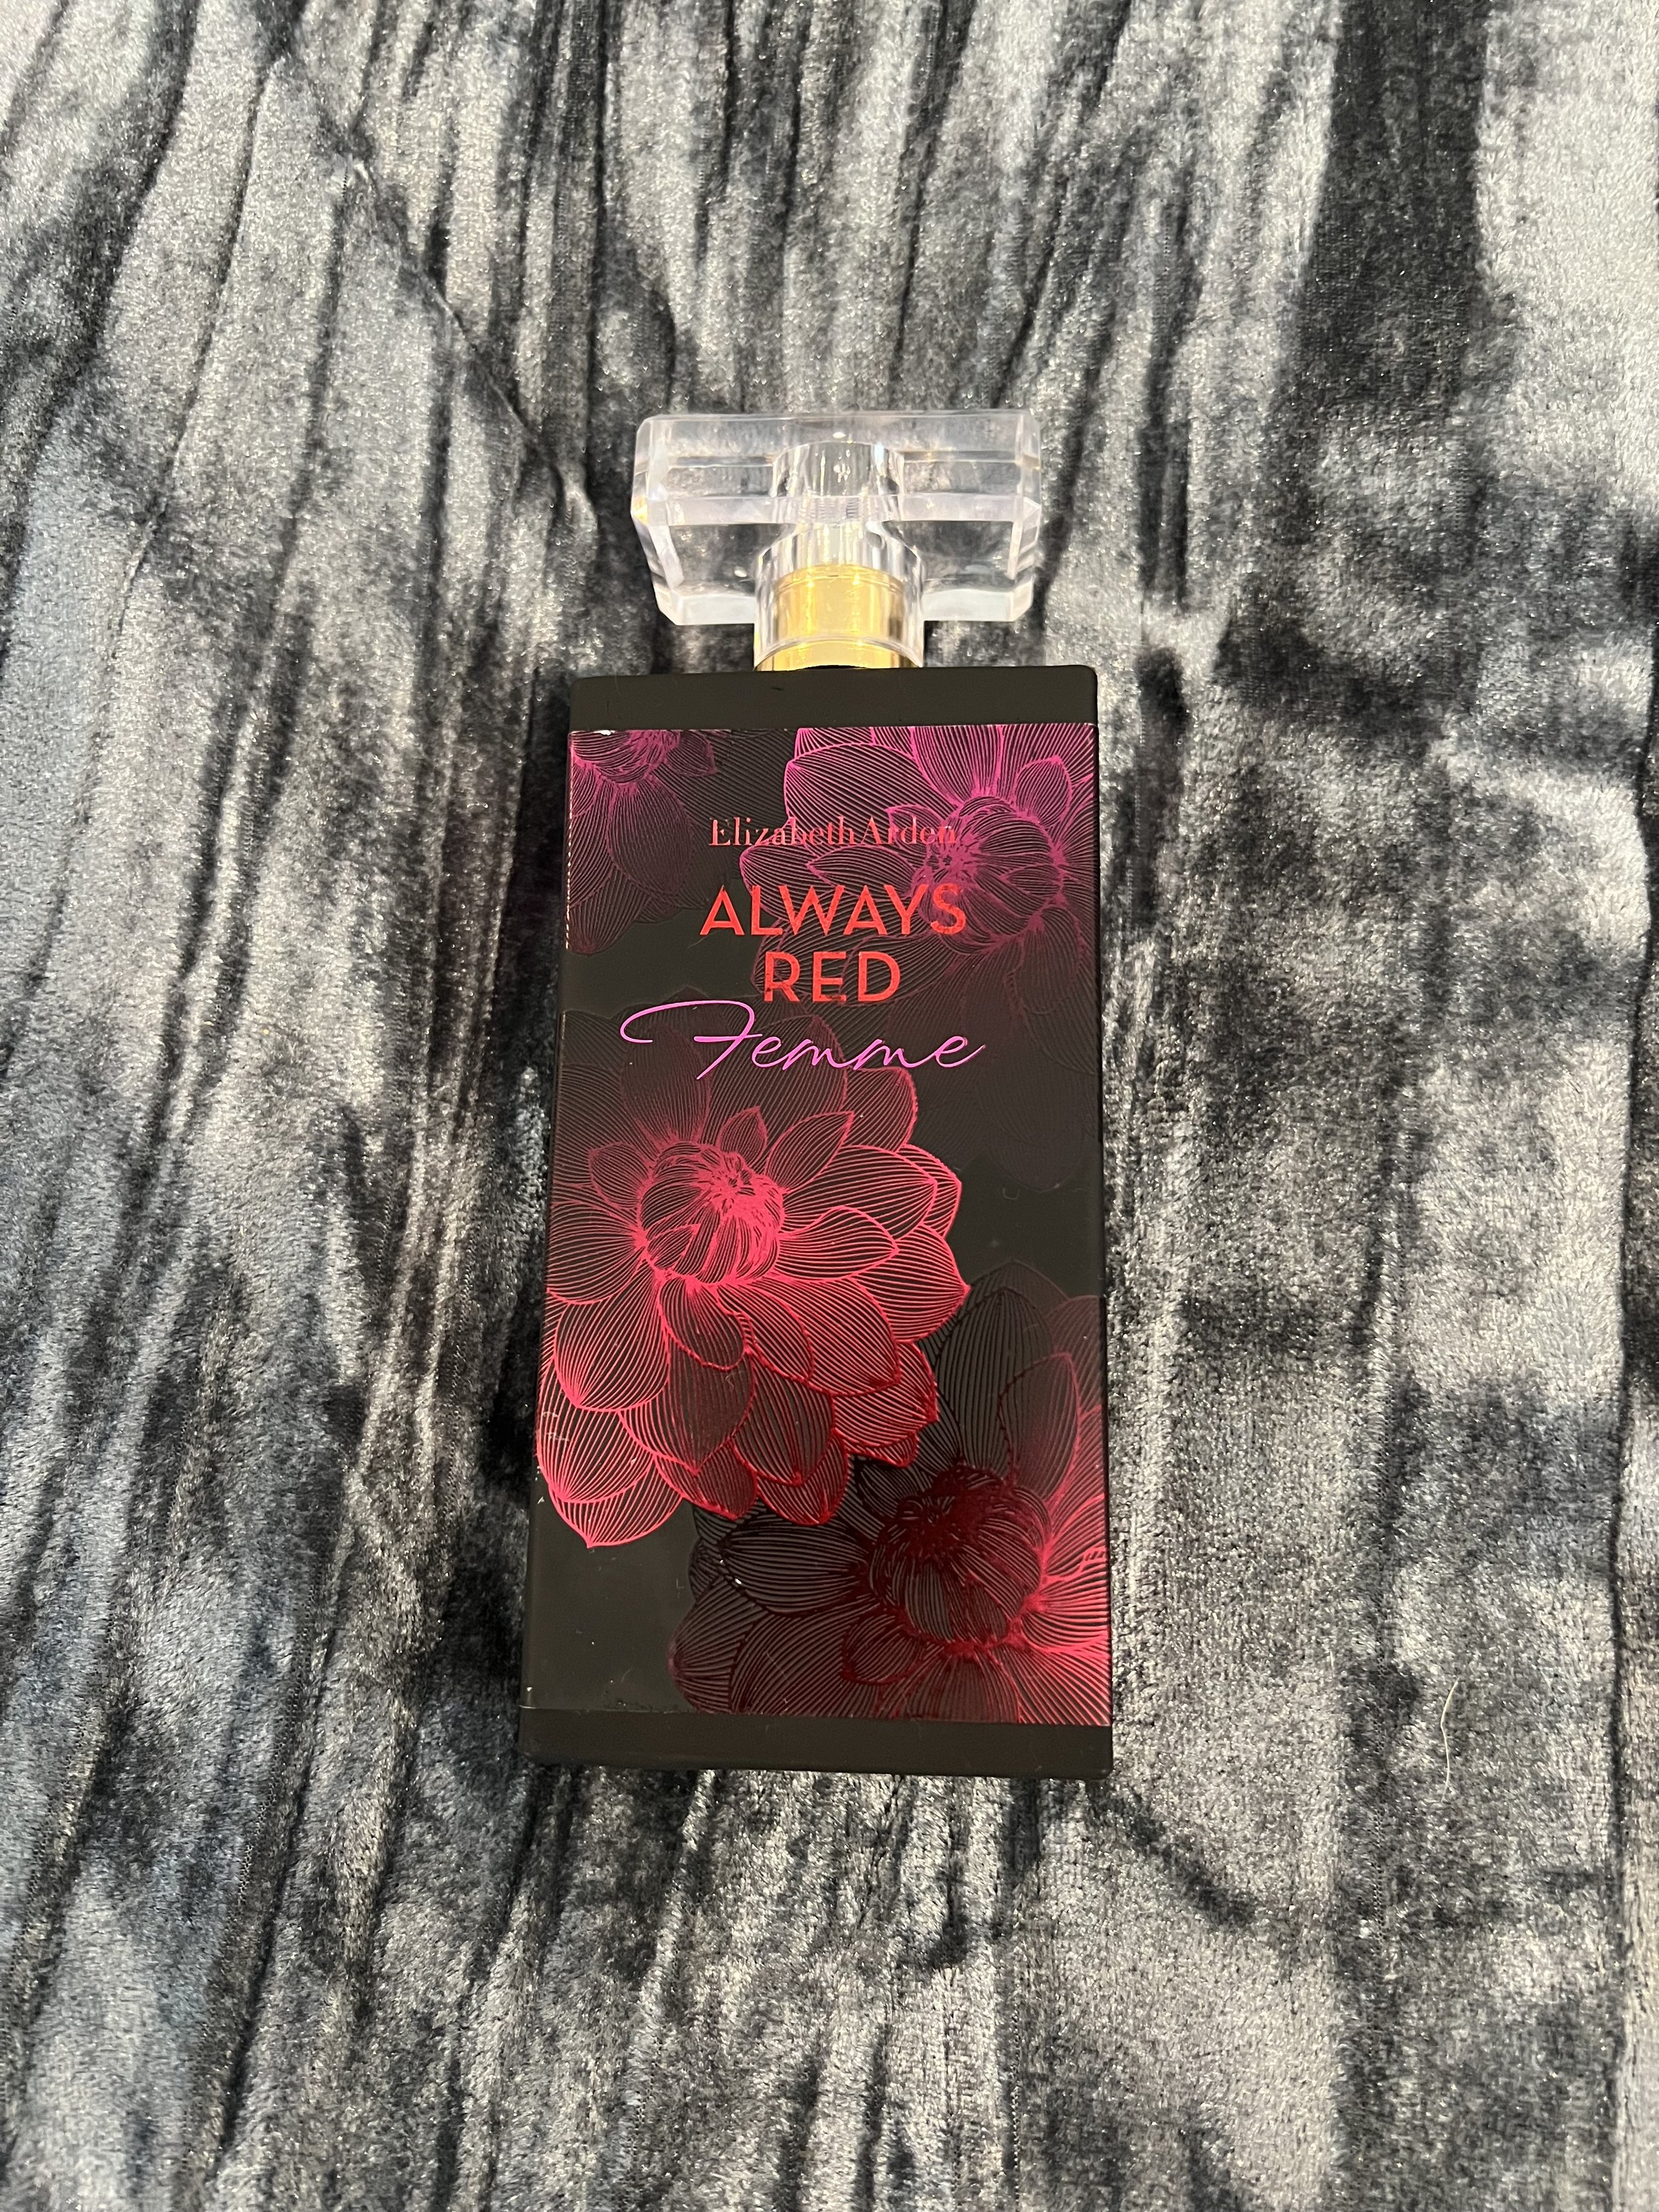 Elizabeth Arden
ALWAYS
RED
Femme